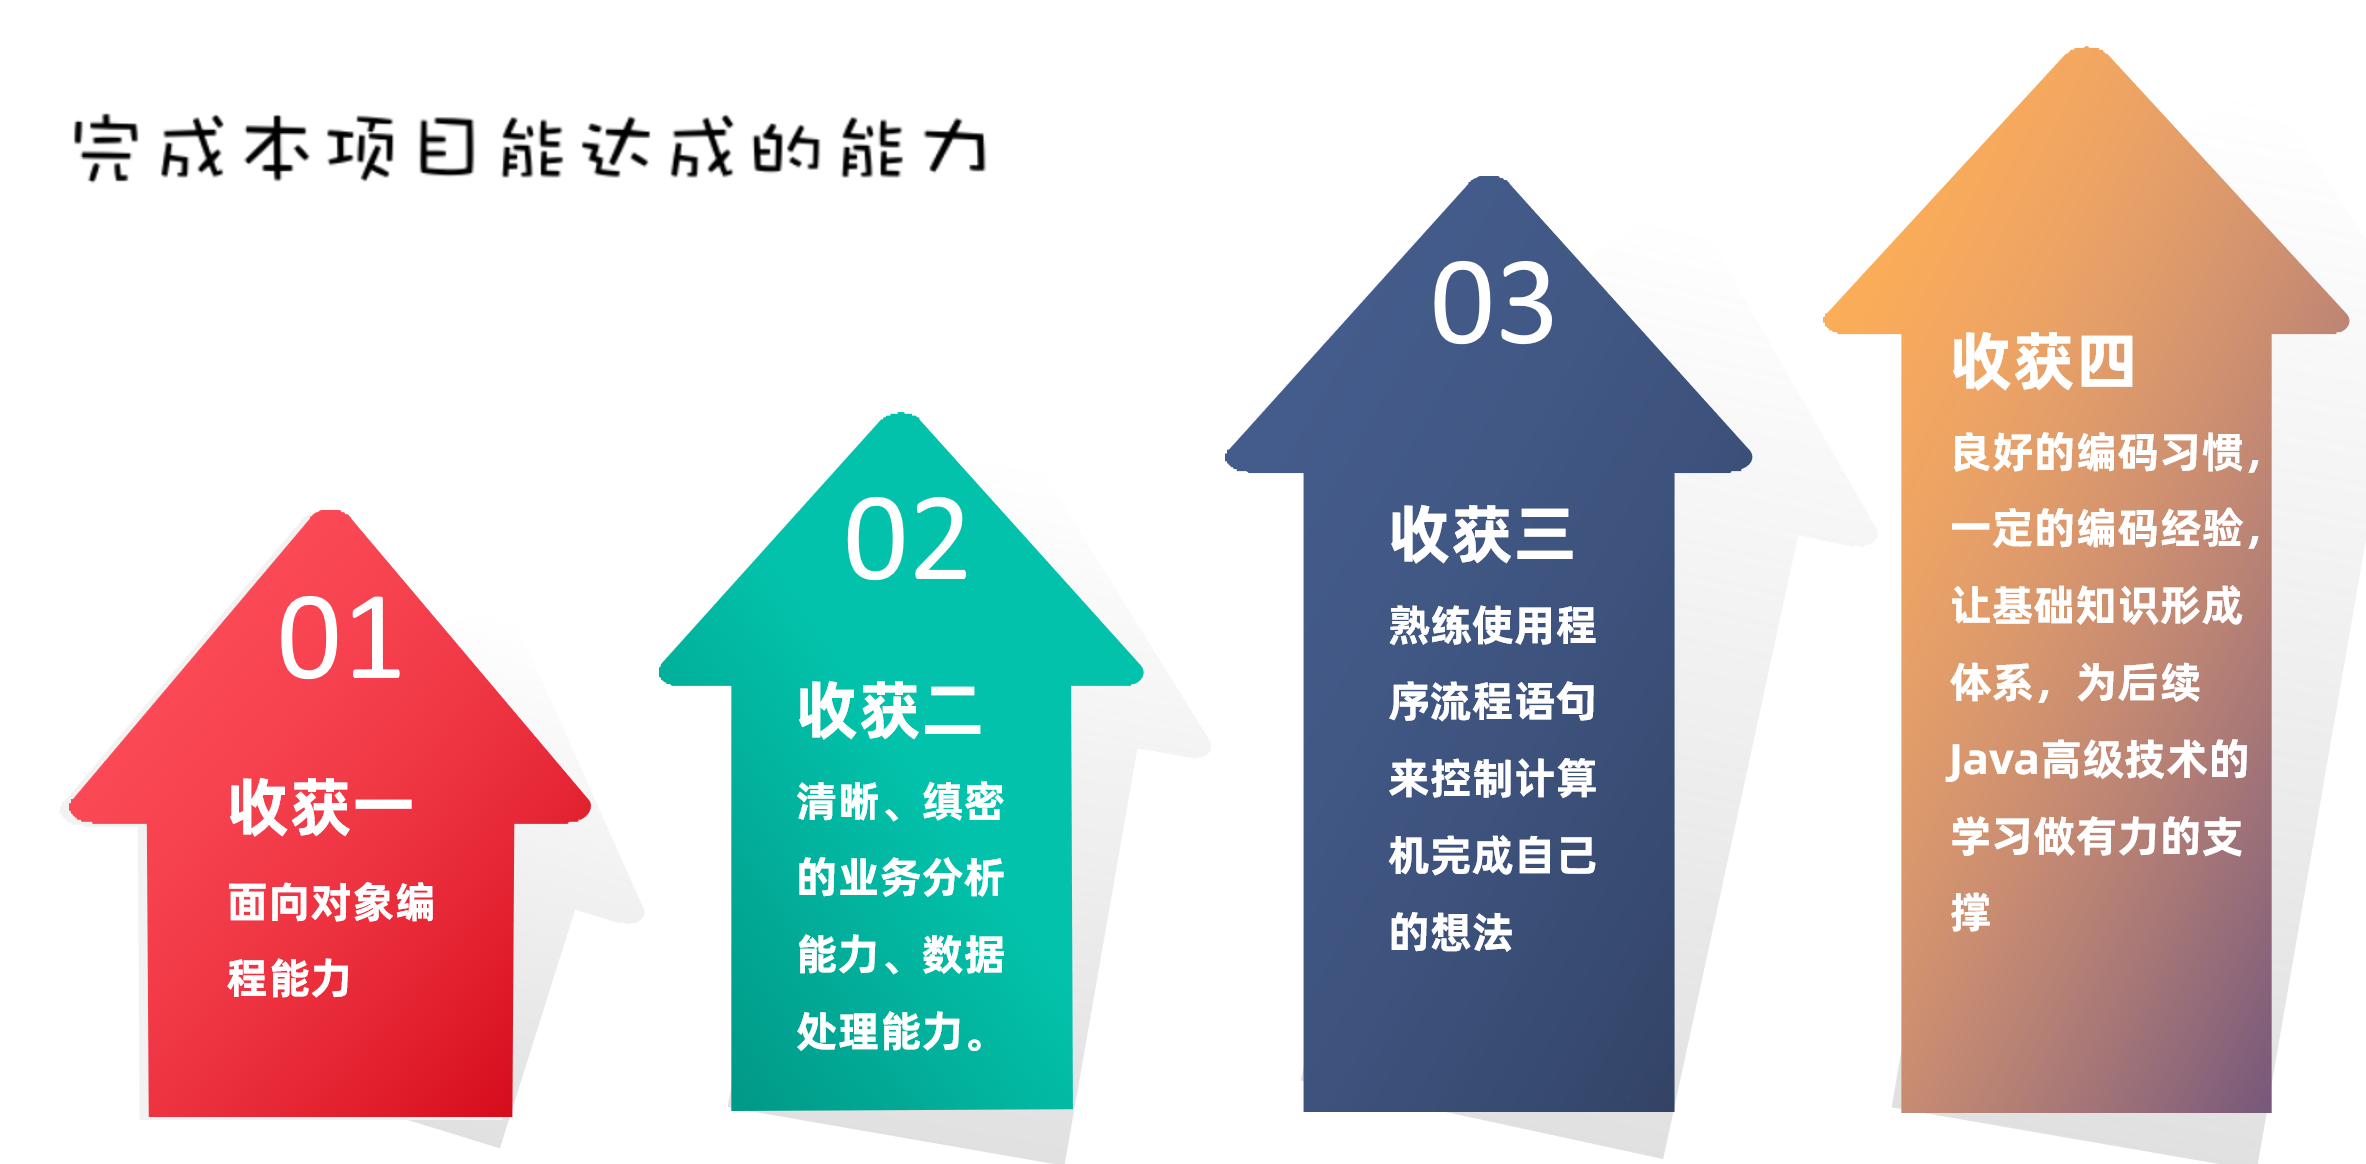 完成本项目能达成的能力
01
收获一
面向对象编
程能力
02
收获二
清晰、缜密
的业务分析
能力、数据
处理能力。
03
收获三
熟练使用程
序流程语句
来控制计算
机完成自己
的想法
收获四
良好的编码习惯，
一定的编码经验，
让基础知识形成
体系，为后续
Java高级技术的
学习做有力的支
撑